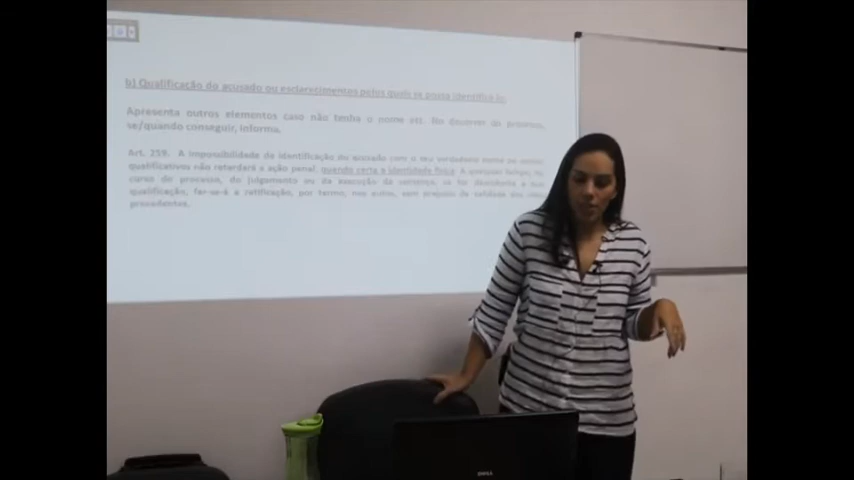 b) Qualificação do acusado ou esclarecimentos pelos quais se possa identificá-lo.
Apresenta outros elementos caso não tenha o nome etc. No decorrer do processo,
se/quando conseguir, informa.
Art. 259. A impossibilidade de identificação do acusado com o seu verdadeiro nome ou outros
qualificativos não retardará a ação penal, quando certa a identidade física. A qualquer tempo, no
curso do processo, do julgamento ou da execução da sentença, se for descoberta a sua
qualificação, far-se-á a retificação, por termo, nos autos, sem prejuízo da validade dos atos
precedentes.
DELL